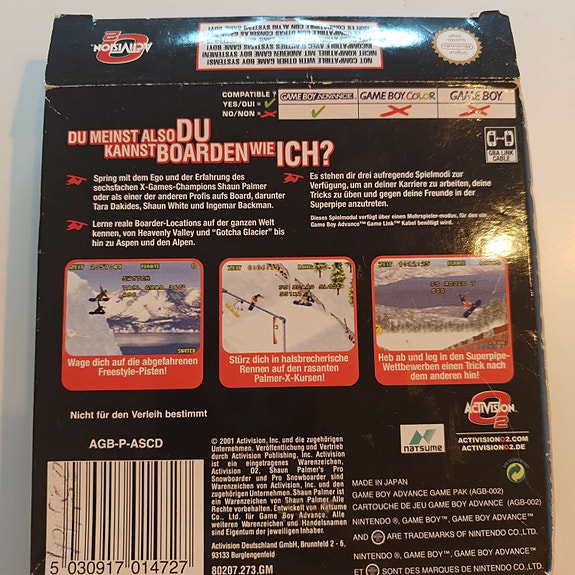 ACTIVISION O2
NOT COMPATIBLE WITH OTHER GAME BOY SYSTEMS!
Official Nintendo
COMPATIBLE ?
YES/OUI = ✓
NO/NON = ✗
GAME BOY ADVANCE GAME BOY COLOR GAME BOY
GBA LINK
CABLE
DU MEINST ALSO DU
KANNST BOARDEN WIE ICH?
Spring mit dem Ego und der Erfahrung des
sechsfachen X-Games-Champions Shaun Palmer
oder als einer der anderen Profis aufs Board, darunter
Tara Dakides, Shaun White und Ingemar Backman.
Lerne reale Boarder-Locations auf der ganzen Welt
kennen, von Heavenly Valley und "Gotcha Glacier" bis
hin zu Aspen und den Alpen.
Es stehen dir drei aufregende Spielmodi zur
Verfügung, um an deiner Karriere zu arbeiten, deine
Tricks zu üben und gegen deine Freunde in der
Superpipe anzutreten.
Dieses Spielmodul verfügt über einen Mehrspieler-modus, für den ein
Game Boy Advance™ Game Link™ Kabel benötigt wird.
ZEIT PUNKTE 0
SWITCH
ZEIT
ZEIT PUNKTE
Wage dich auf die abgefahrenen
Freestyle-Pisten!
Stürz dich in halsbrecherische
Rennen auf den rasanten
Palmer-X-Kursen!
Heb ab und leg in den Superpipe-
Wettbewerben einen Trick nach
dem anderen hin!
Nicht für den Verleih bestimmt
AGB-P-ASCD
5 030917 014727
© 2001 Activision, Inc. und die zugehörigen
Unternehmen. Veröffentlichung und Vertrieb
durch Activision Publishing, Inc. Activision
ist ein eingetragenes Warenzeichen,
Activision O2, Shaun Palmer's Pro
Snowboarder und Pro Snowboarder sind
Warenzeichen von Activision, Inc. und den
zugehörigen Unternehmen. Shaun Palmer ist
ein Warenzeichen von Shaun Palmer. Alle
Rechte vorbehalten. Entwickelt von Natsume
Co., Ltd. für Game Boy Advance. Alle
weiteren Warenzeichen und Handelsnamen
sind Eigentum der jeweiligen Inhaber.
Activision Deutschland GmbH, Brunnfeld 2 - 6,
93133 Burglengenfeld
80207.273.GM
natsume
ACTIVISION O2
ACTIVISIONO2.COM
ACTIVISIONO2.DE
MADE IN JAPAN
GAME BOY ADVANCE GAME PAK (AGB-002)
CARTOUCHE DE JEU GAME BOY ADVANCE (AGB-002)
NINTENDO ®, GAME BOY™, GAME BOY ADVANCE™
AND ARE TRADEMARKS OF NINTENDO CO.,LTD.
NINTENDO ®, GAME BOY™, GAME BOY ADVANCE™
ET SONT DES MARQUES DE NINTENDO CO.,LTD.